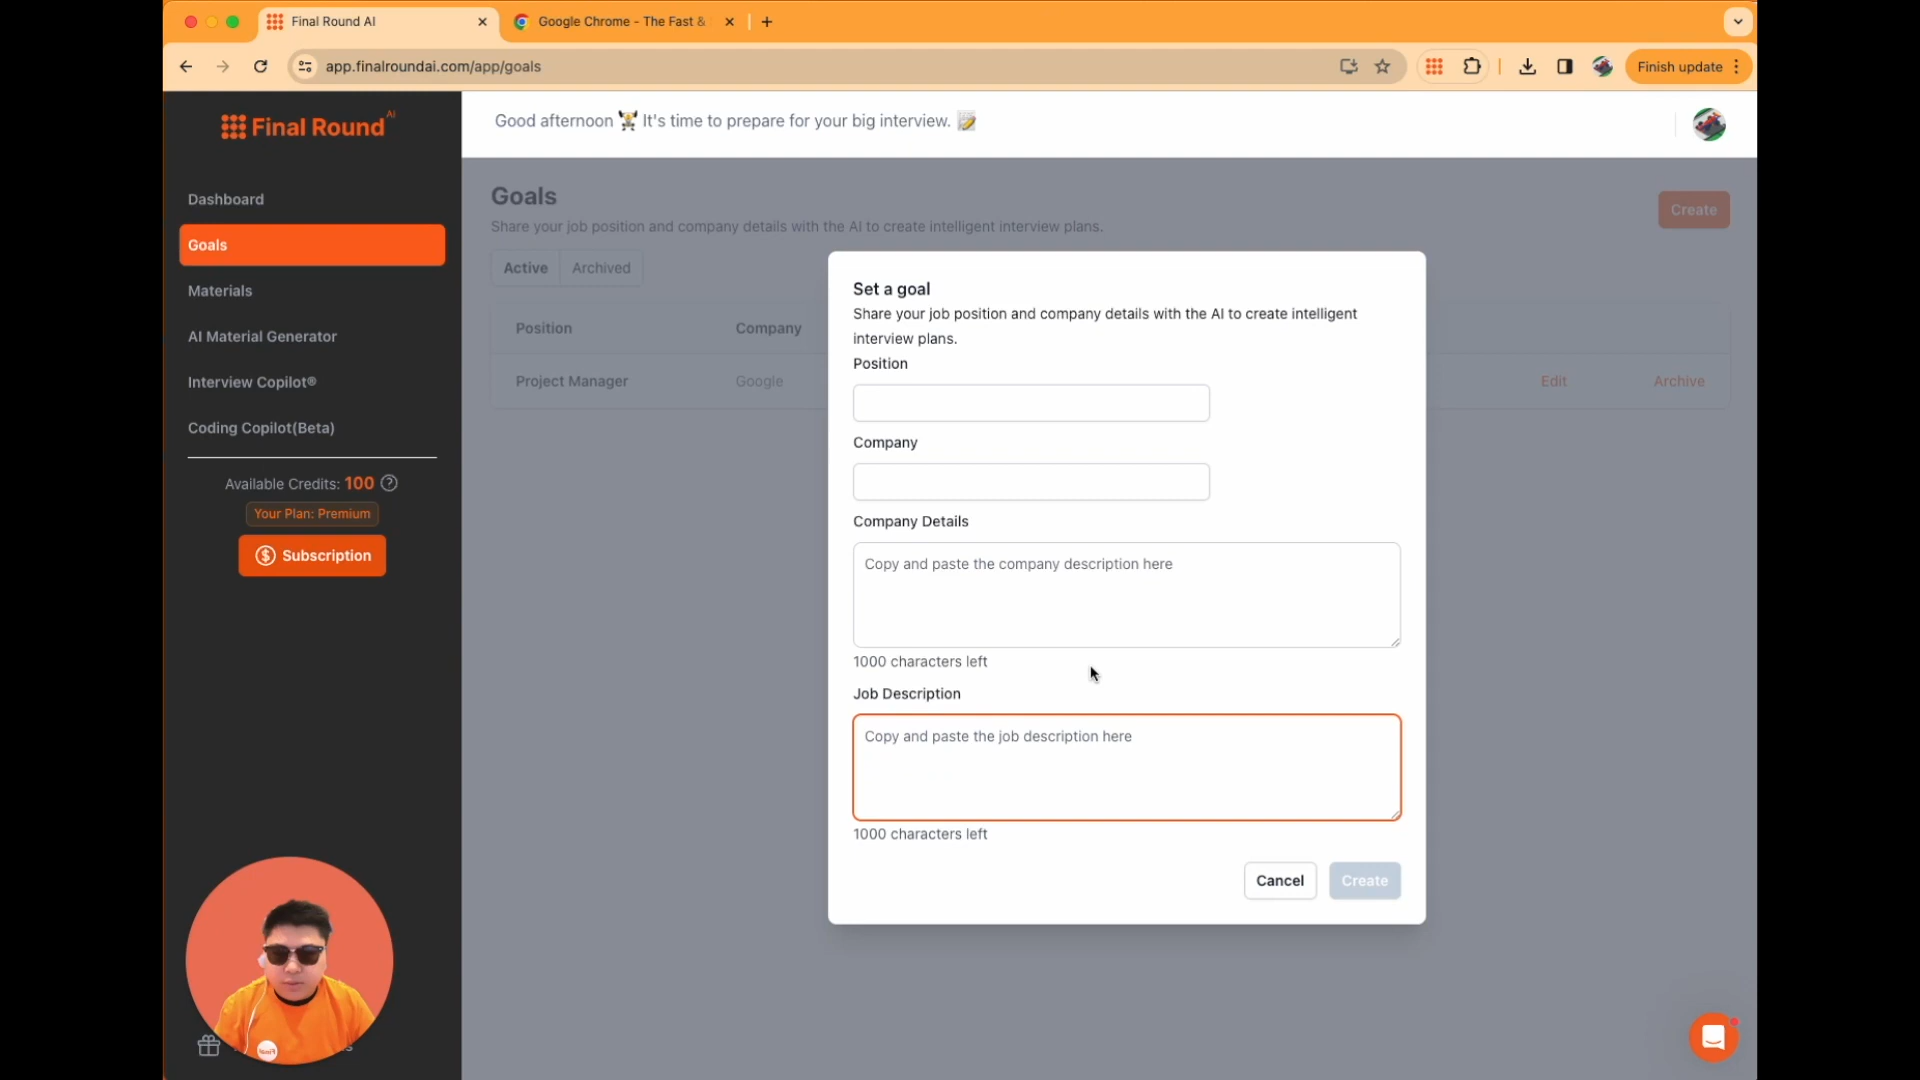 Final Round AI
Google Chrome - The Fast &
app.finalroundai.com/app/goals
Finish update
Final Round AI
Good afternoon It's time to prepare for your big interview.
Dashboard
Goals
Materials
AI Material Generator
Interview Copilot®
Coding Copilot(Beta)
Available Credits: 100 ?
Your Plan: Premium
$ Subscription
Goals
Share your job position and company details with the AI to create intelligent interview plans.
Create
Active Archived
Position Company
Project Manager Google Edit Archive
Set a goal
Share your job position and company details with the AI to create intelligent
interview plans.
Position
Company
Company Details
Copy and paste the company description here
1000 characters left
Job Description
Copy and paste the job description here
1000 characters left
Cancel Create